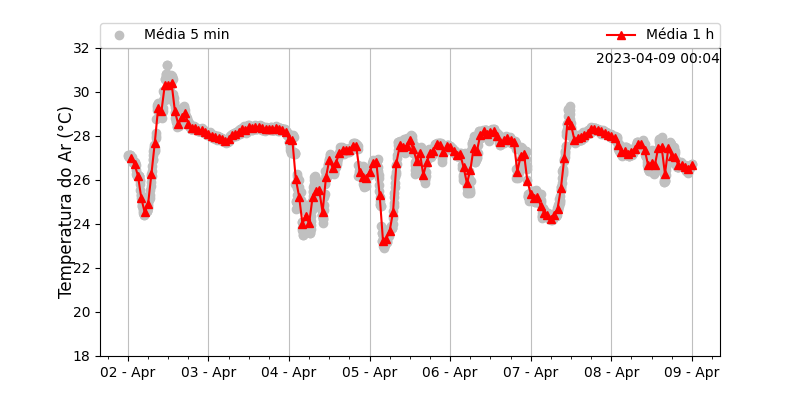 Média 5 min
Média 1 h
2023-04-09 00:04
Temperatura do Ar (°C)
32
30
28
26
24
22
20
18
02 - Apr
03 - Apr
04 - Apr
05 - Apr
06 - Apr
07 - Apr
08 - Apr
09 - Apr